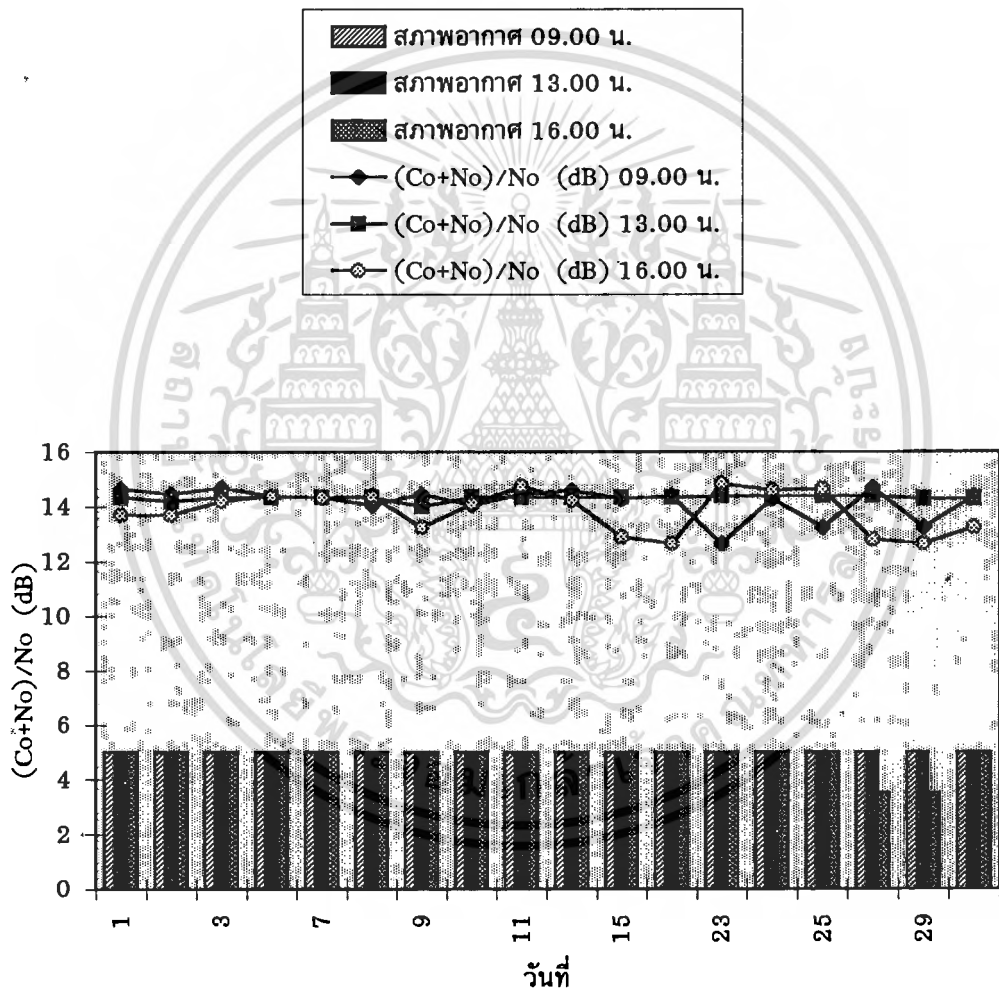 สภาพอากาศ 09.00 น.
สภาพอากาศ 13.00 น.
สภาพอากาศ 16.00 น.
(Co+No)/No (dB) 09.00 น.
(Co+No)/No (dB) 13.00 น.
(Co+No)/No (dB) 16.00 น.
(Co+No)/No (dB)
16
14
12
10
8
6
4
2
0
1
3
7
9
11
15
23
25
29
วันที่